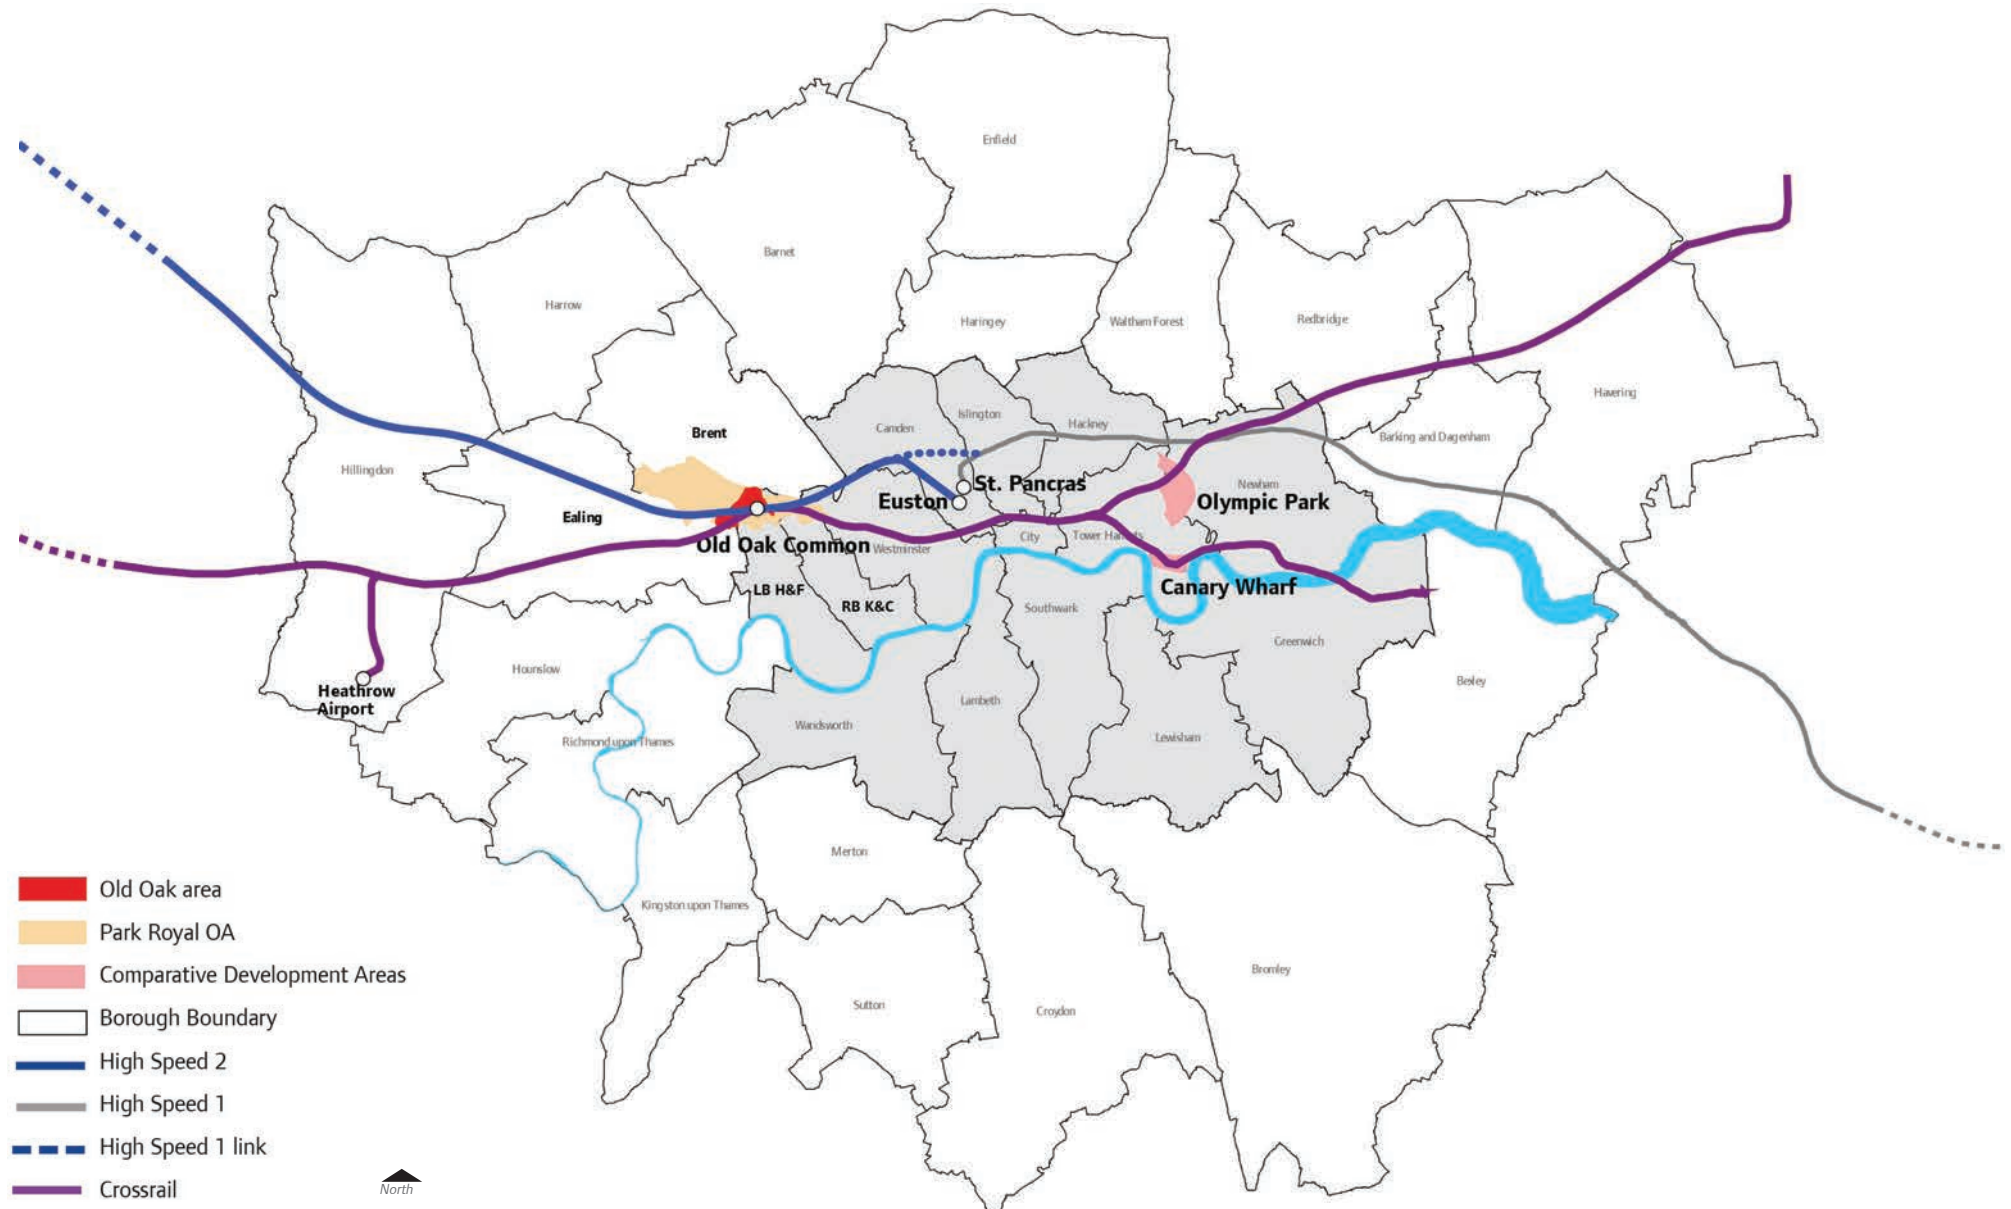 Enfield
Barnet
Harrow
Haringey
Waltham Forest
Redbridge
Havering
Islington
Camden
Hackney
Brent
Barking and Dagenham
Hillingdon
St. Pancras
Newham
Euston
Olympic Park
Ealing
Old Oak Common
Westminster
City
Tower Hamlets
Canary Wharf
LB H&F
RB K&C
Southwark
Greenwich
Hounslow
Bexley
Heathrow
Airport
Lambeth
Wandsworth
Lewisham
Richmond upon Thames
Merton
Kingston upon Thames
Bromley
Sutton
Croydon
Old Oak area
Park Royal OA
Comparative Development Areas
Borough Boundary
High Speed 2
High Speed 1
High Speed 1 link
Crossrail
North